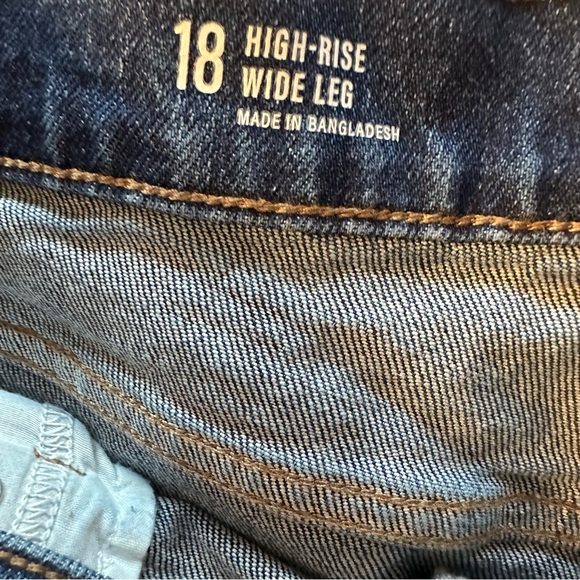 18
HIGH-RISE
WIDE LEG
MADE IN BANGLADESH